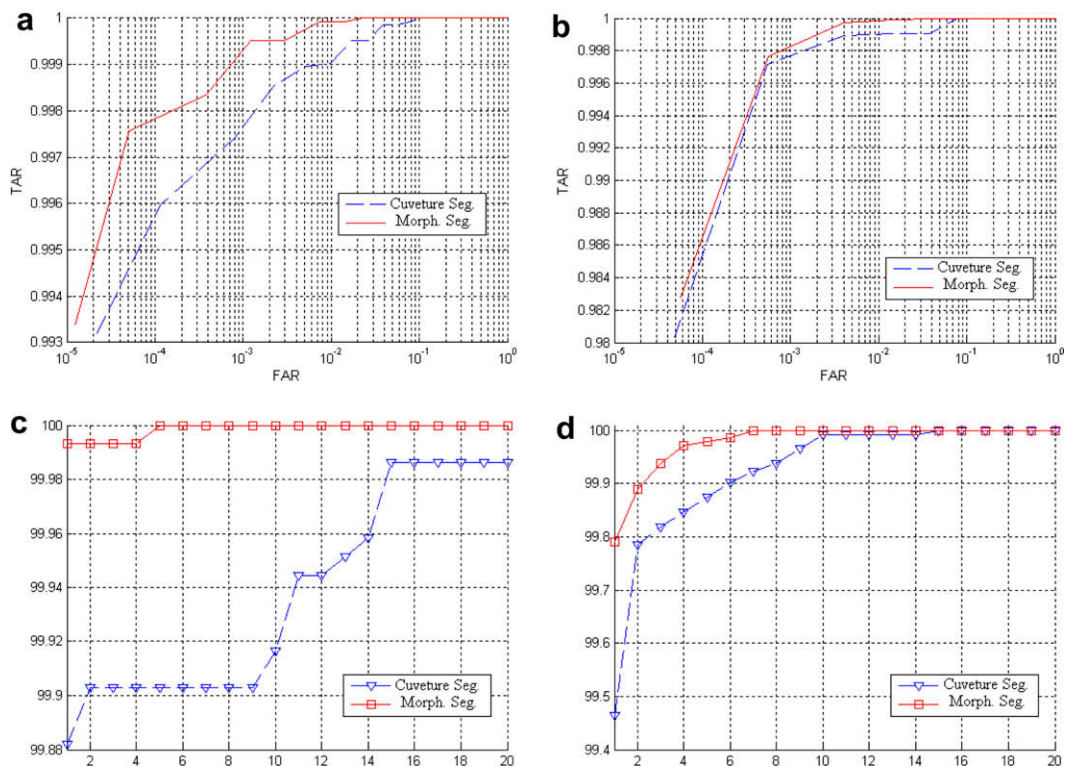 a
1
0.999
0.998
0.997
0.996
0.995
0.994
0.993
TAR
Cuveture Seg.
Morph. Seg.
10-5 10-4 10-3 10-2 10-1 100
FAR
b
1
0.998
0.996
0.994
0.992
0.99
0.988
0.986
0.984
0.982
0.98
TAR
Cuveture Seg.
Morph. Seg.
10-5 10-4 10-3 10-2 10-1 100
FAR
c
100
99.98
99.96
99.94
99.92
99.9
99.88
Cuveture Seg.
Morph. Seg.
2 4 6 8 10 12 14 16 18 20
d
100
99.9
99.8
99.7
99.6
99.5
99.4
Cuveture Seg.
Morph. Seg.
2 4 6 8 10 12 14 16 18 20